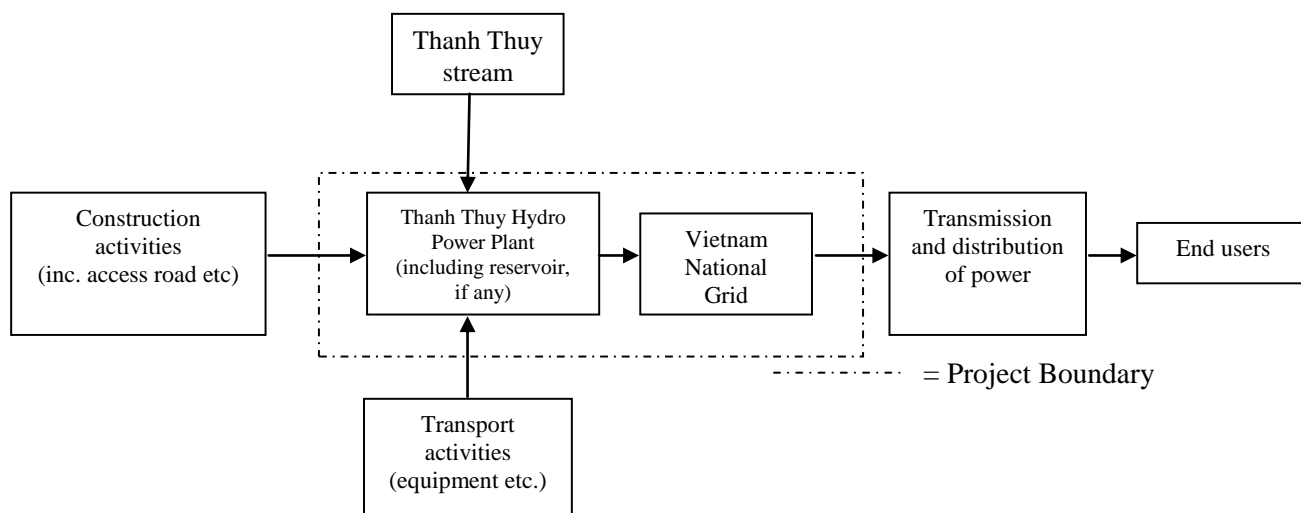 Thanh Thuy
stream
Construction
activities
(inc. access road etc)
Thanh Thuy Hydro
Power Plant
(including reservoir,
if any)
Vietnam
National
Grid
Transmission
and distribution
of power
End users
= Project Boundary
Transport
activities
(equipment etc.)